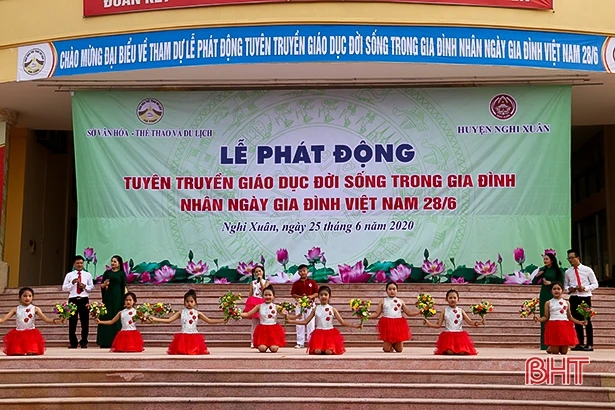 CHÀO MỪNG ĐẠI BIỂU VỀ THAM DỰ LỄ PHÁT ĐỘNG TUYÊN TRUYỀN GIÁO DỤC ĐỜI SỐNG TRONG GIA ĐÌNH NHÂN NGÀY GIA ĐÌNH VIỆT NAM 28/6
SỞ VĂN HÓA - THỂ THAO VÀ DU LỊCH
HUYỆN NGHI XUÂN
LỄ PHÁT ĐỘNG
TUYÊN TRUYỀN GIÁO DỤC ĐỜI SỐNG TRONG GIA ĐÌNH
NHÂN NGÀY GIA ĐÌNH VIỆT NAM 28/6
Nghi Xuân, ngày 25 tháng 6 năm 2020
BHT